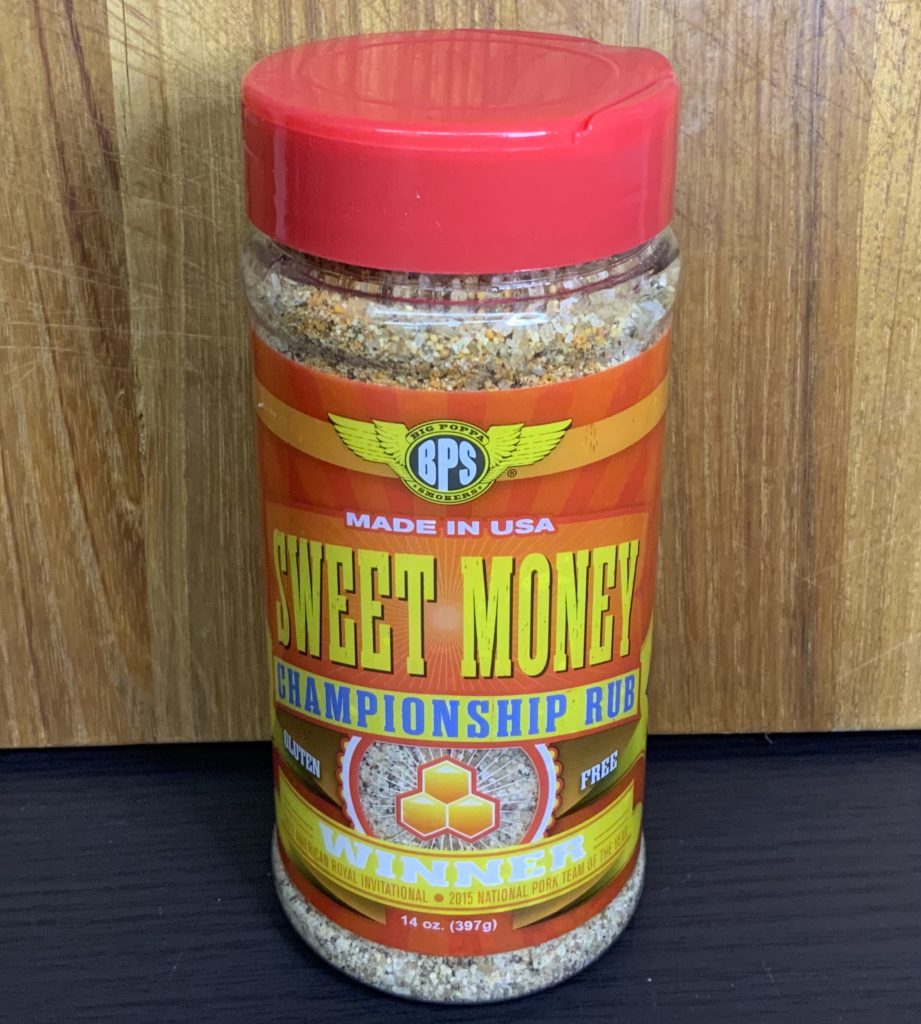 BIG POPPA
BPS
SMOKERS
®
MADE IN USA
SWEET MONEY
CHAMPIONSHIP RUB
GLUTEN FREE
WINNER
AMERICAN ROYAL INVITATIONAL • 2015 NATIONAL PORK TEAM OF THE YEAR
14 oz. (397g)